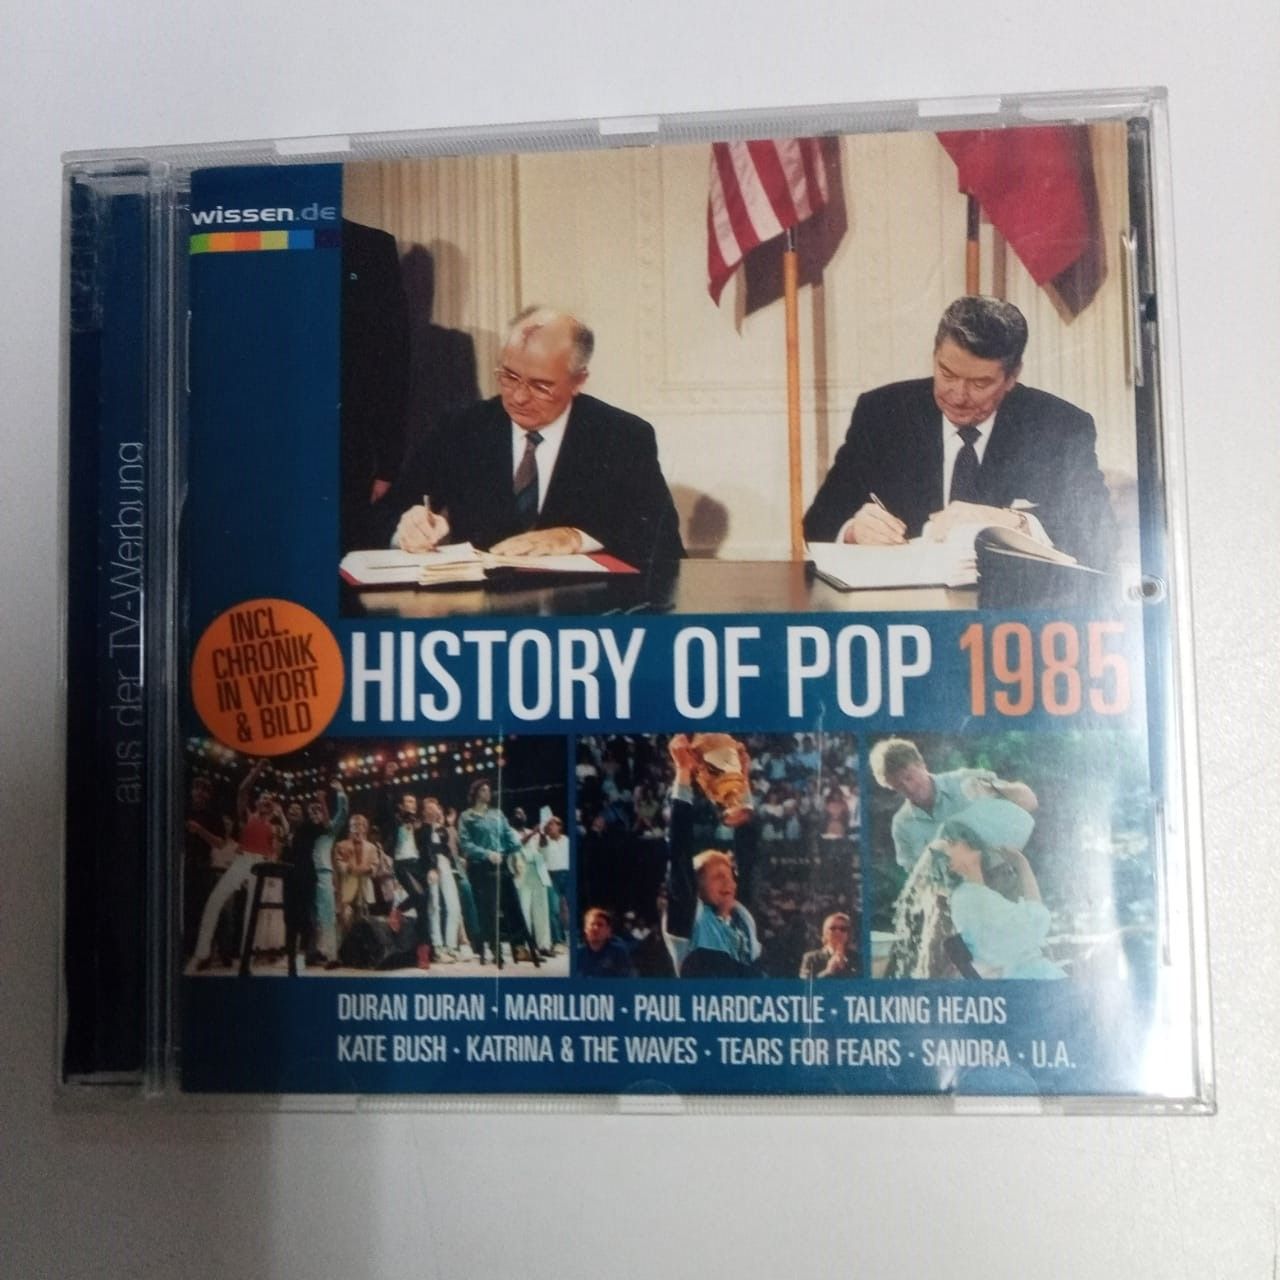 wissen.de
aus der TV-Werbung
INCL.
CHRONIK
IN WORT
& BILD
HISTORY OF POP 1985
DURAN DURAN · MARILLION · PAUL HARDCASTLE · TALKING HEADS
KATE BUSH · KATRINA & THE WAVES · TEARS FOR FEARS · SANDRA · U.A.